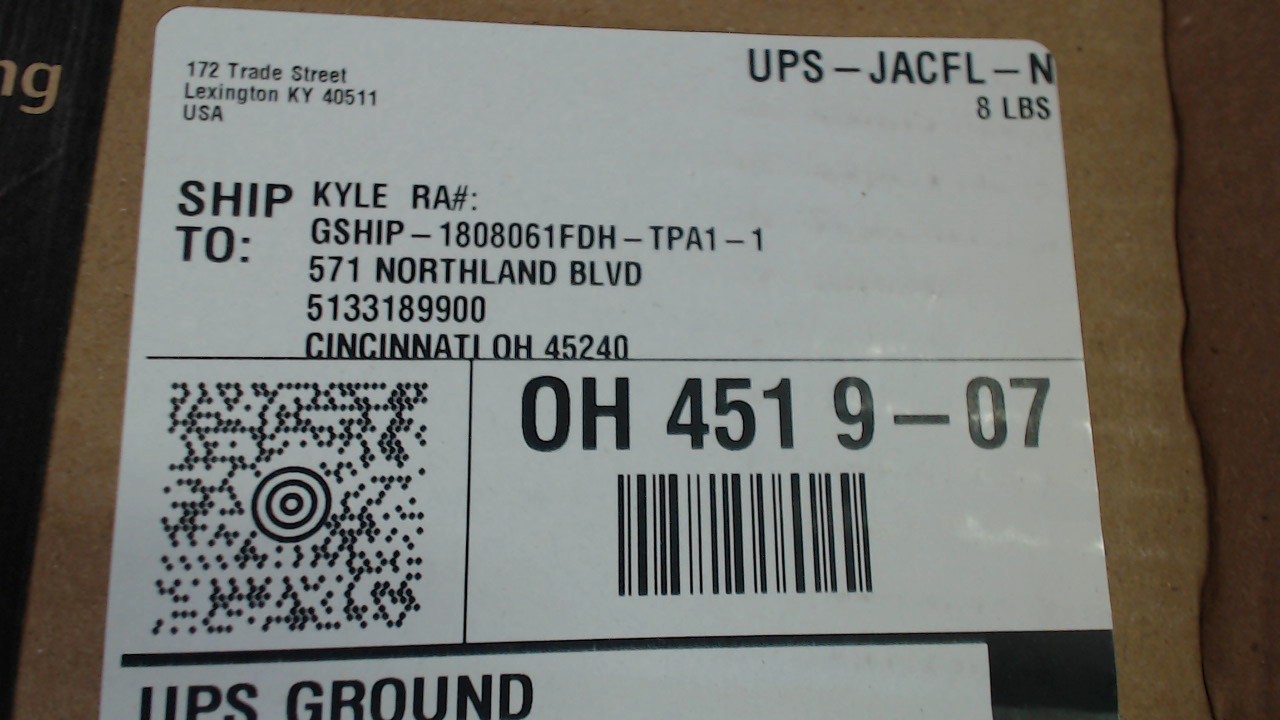 ng
172 Trade Street
Lexington KY 40511
USA
UPS-JACFL-N
8 LBS
SHIP TO:
KYLE RA#:
GSHIP-1808061FDH-TPA1-1
571 NORTHLAND BLVD
5133189900
CINCINNATI OH 45240
OH 451 9-07
UPS GROUND